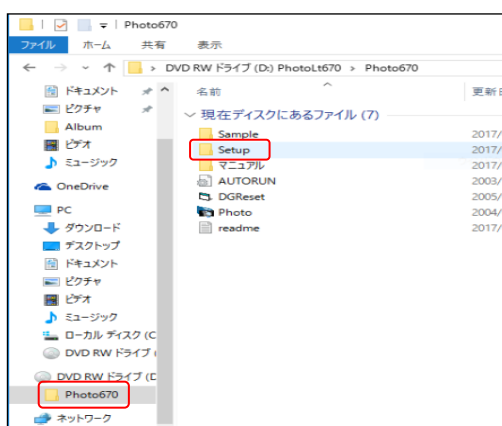 Photo670
ファイル ホーム 共有 表示
DVD RW ドライブ (D:) PhotoLt670 > Photo670
ドキュメント
ピクチャ
Album
ビデオ
ミュージック
OneDrive
PC
ダウンロード
デスクトップ
ドキュメント
ピクチャ
ビデオ
ミュージック
ローカル ディスク (C
DVD RW ドライブ (
DVD RW ドライブ (D
Photo670
ネットワーク
名前 更新日
現在ディスクにあるファイル (7)
Sample 2017/
Setup 2017/
マニュアル 2017/
AUTORUN 2003/
DGReset 2005/
Photo 2004/
readme 2017/